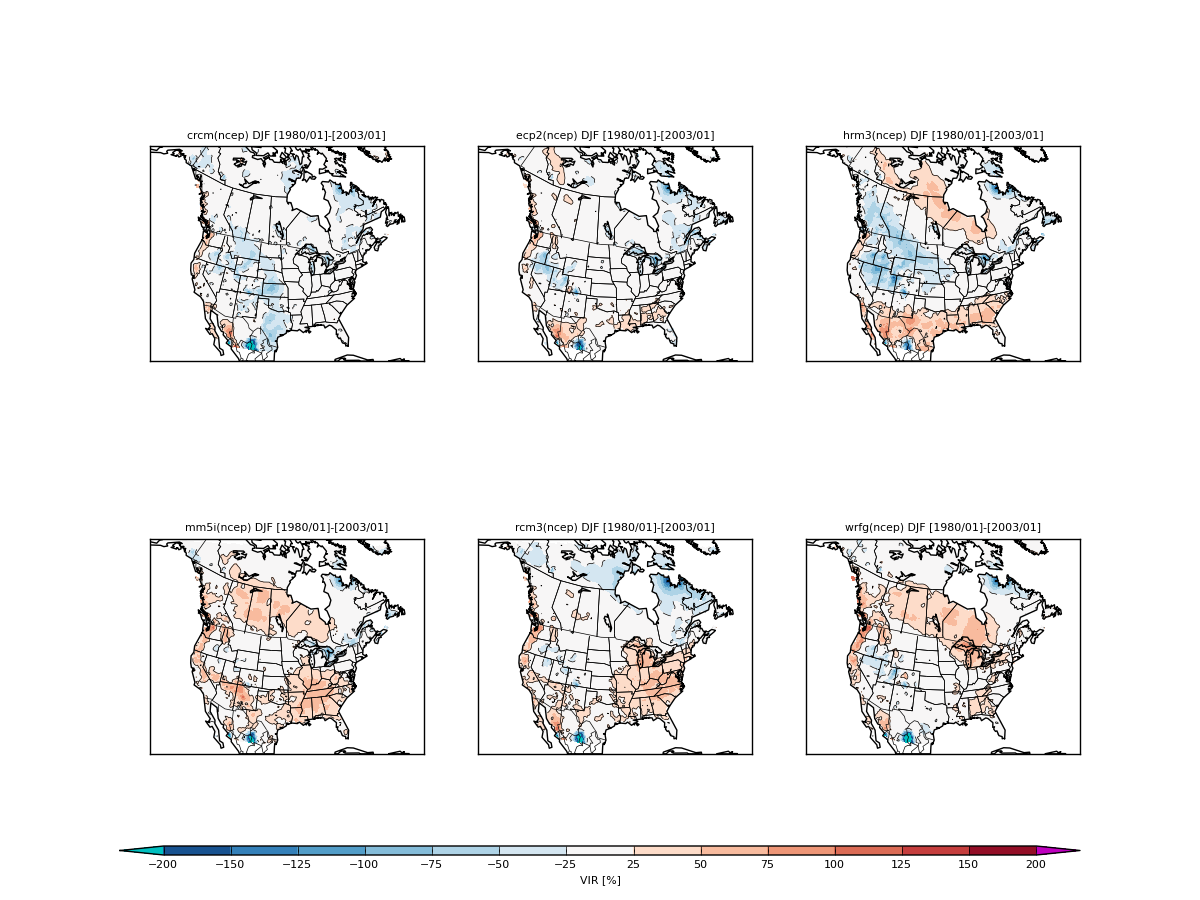 crcm(ncep) DJF [1980/01]-[2003/01]
ecp2(ncep) DJF [1980/01]-[2003/01]
hrm3(ncep) DJF [1980/01]-[2003/01]
mm5i(ncep) DJF [1980/01]-[2003/01]
rcm3(ncep) DJF [1980/01]-[2003/01]
wrfg(ncep) DJF [1980/01]-[2003/01]
−200 −150 −125 −100 −75 −50 −25 25 50 75 100 125 150 200
VIR [%]